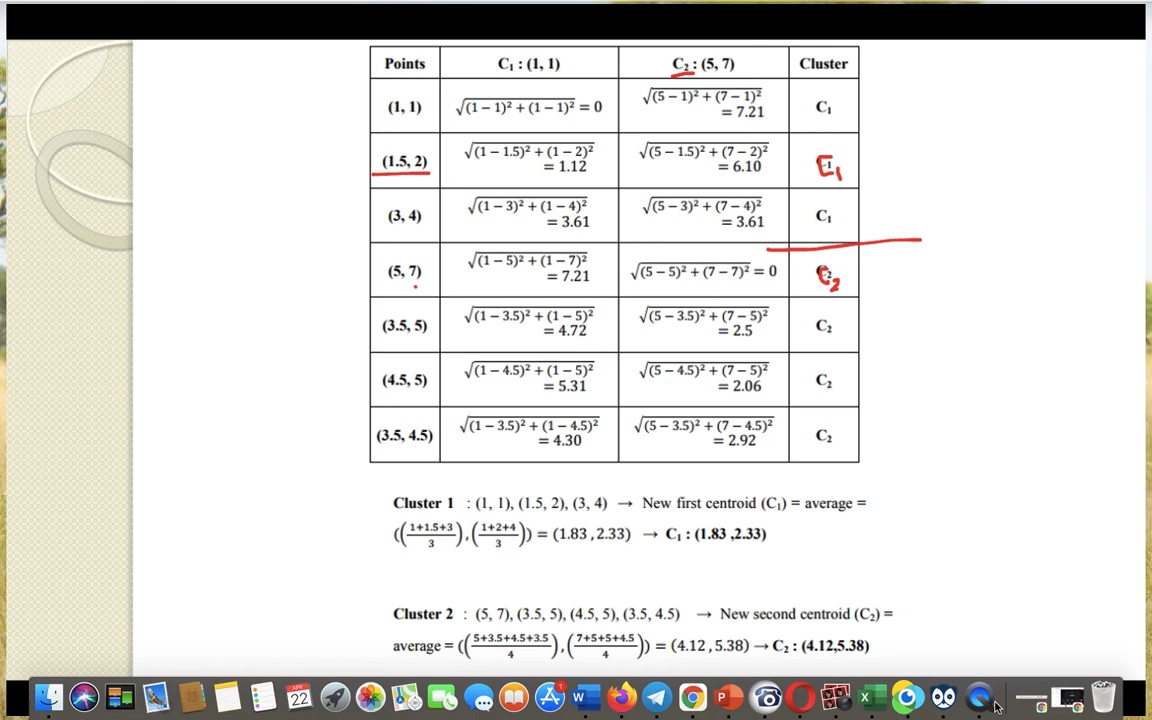 Points C₁ : (1, 1) C₂ : (5, 7) Cluster
(1, 1) √(1 − 1)² + (1 − 1)² = 0 √(5 − 1)² + (7 − 1)² = 7.21 C₁
(1.5, 2) √(1 − 1.5)² + (1 − 2)² = 1.12 √(5 − 1.5)² + (7 − 2)² = 6.10 C₁
(3, 4) √(1 − 3)² + (1 − 4)² = 3.61 √(5 − 3)² + (7 − 4)² = 3.61 C₁
(5, 7) √(1 − 5)² + (1 − 7)² = 7.21 √(5 − 5)² + (7 − 7)² = 0 C₂
(3.5, 5) √(1 − 3.5)² + (1 − 5)² = 4.72 √(5 − 3.5)² + (7 − 5)² = 2.5 C₂
(4.5, 5) √(1 − 4.5)² + (1 − 5)² = 5.31 √(5 − 4.5)² + (7 − 5)² = 2.06 C₂
(3.5, 4.5) √(1 − 3.5)² + (1 − 4.5)² = 4.30 √(5 − 3.5)² + (7 − 4.5)² = 2.92 C₂
Cluster 1 : (1, 1), (1.5, 2), (3, 4) → New first centroid (C₁) = average =
((1+1.5+3/3),(1+2+4/3)) = (1.83 ,2.33) → C₁ : (1.83 ,2.33)
Cluster 2 : (5, 7), (3.5, 5), (4.5, 5), (3.5, 4.5) → New second centroid (C₂) =
average = ((5+3.5+4.5+3.5/4),(7+5+5+4.5/4)) = (4.12 ,5.38) → C₂ : (4.12,5.38)
APR
22
1
W
P
X